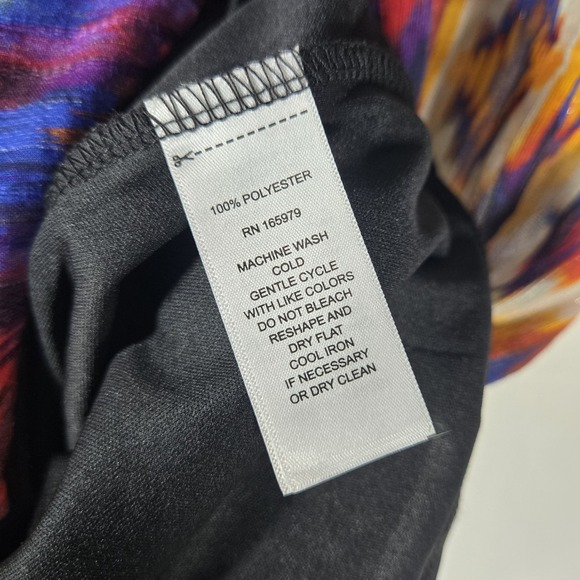 100% POLYESTER
RN 165979
MACHINE WASH
COLD
GENTLE CYCLE
WITH LIKE COLORS
DO NOT BLEACH
RESHAPE AND
DRY FLAT
COOL IRON
IF NECESSARY
OR DRY CLEAN